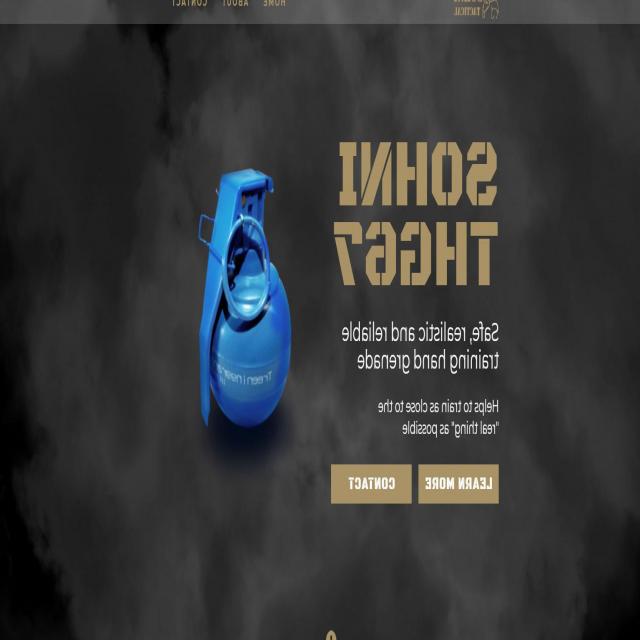 HOME ABOUT CONTACT
TACTICAL
SOHNI
THG67
Safe, realistic and reliable
training hand grenade
Helps to train as close to the
"real thing" as possible
LEARN MORE
CONTACT